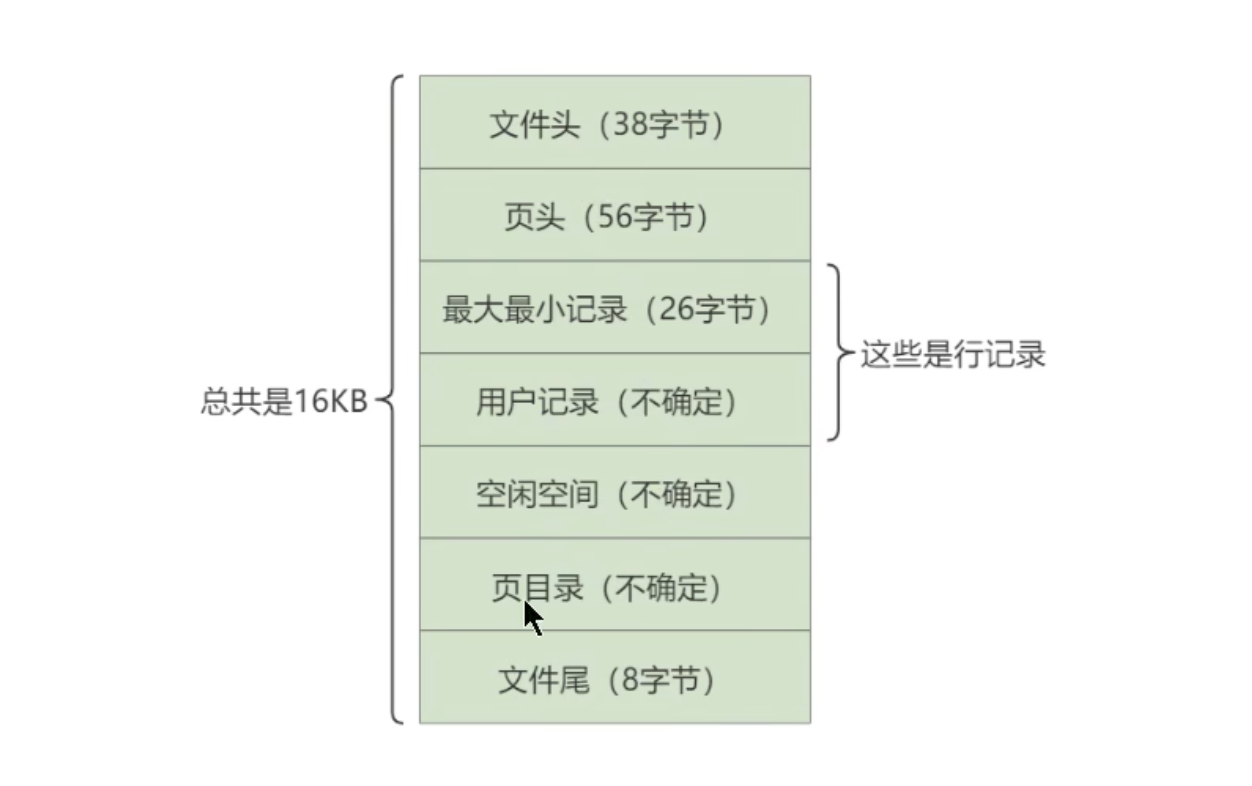 文件头（38字节）
页头（56字节）
最大最小记录（26字节）
这些是行记录
总共是16KB
用户记录（不确定）
空闲空间（不确定）
页目录（不确定）
文件尾（8字节）